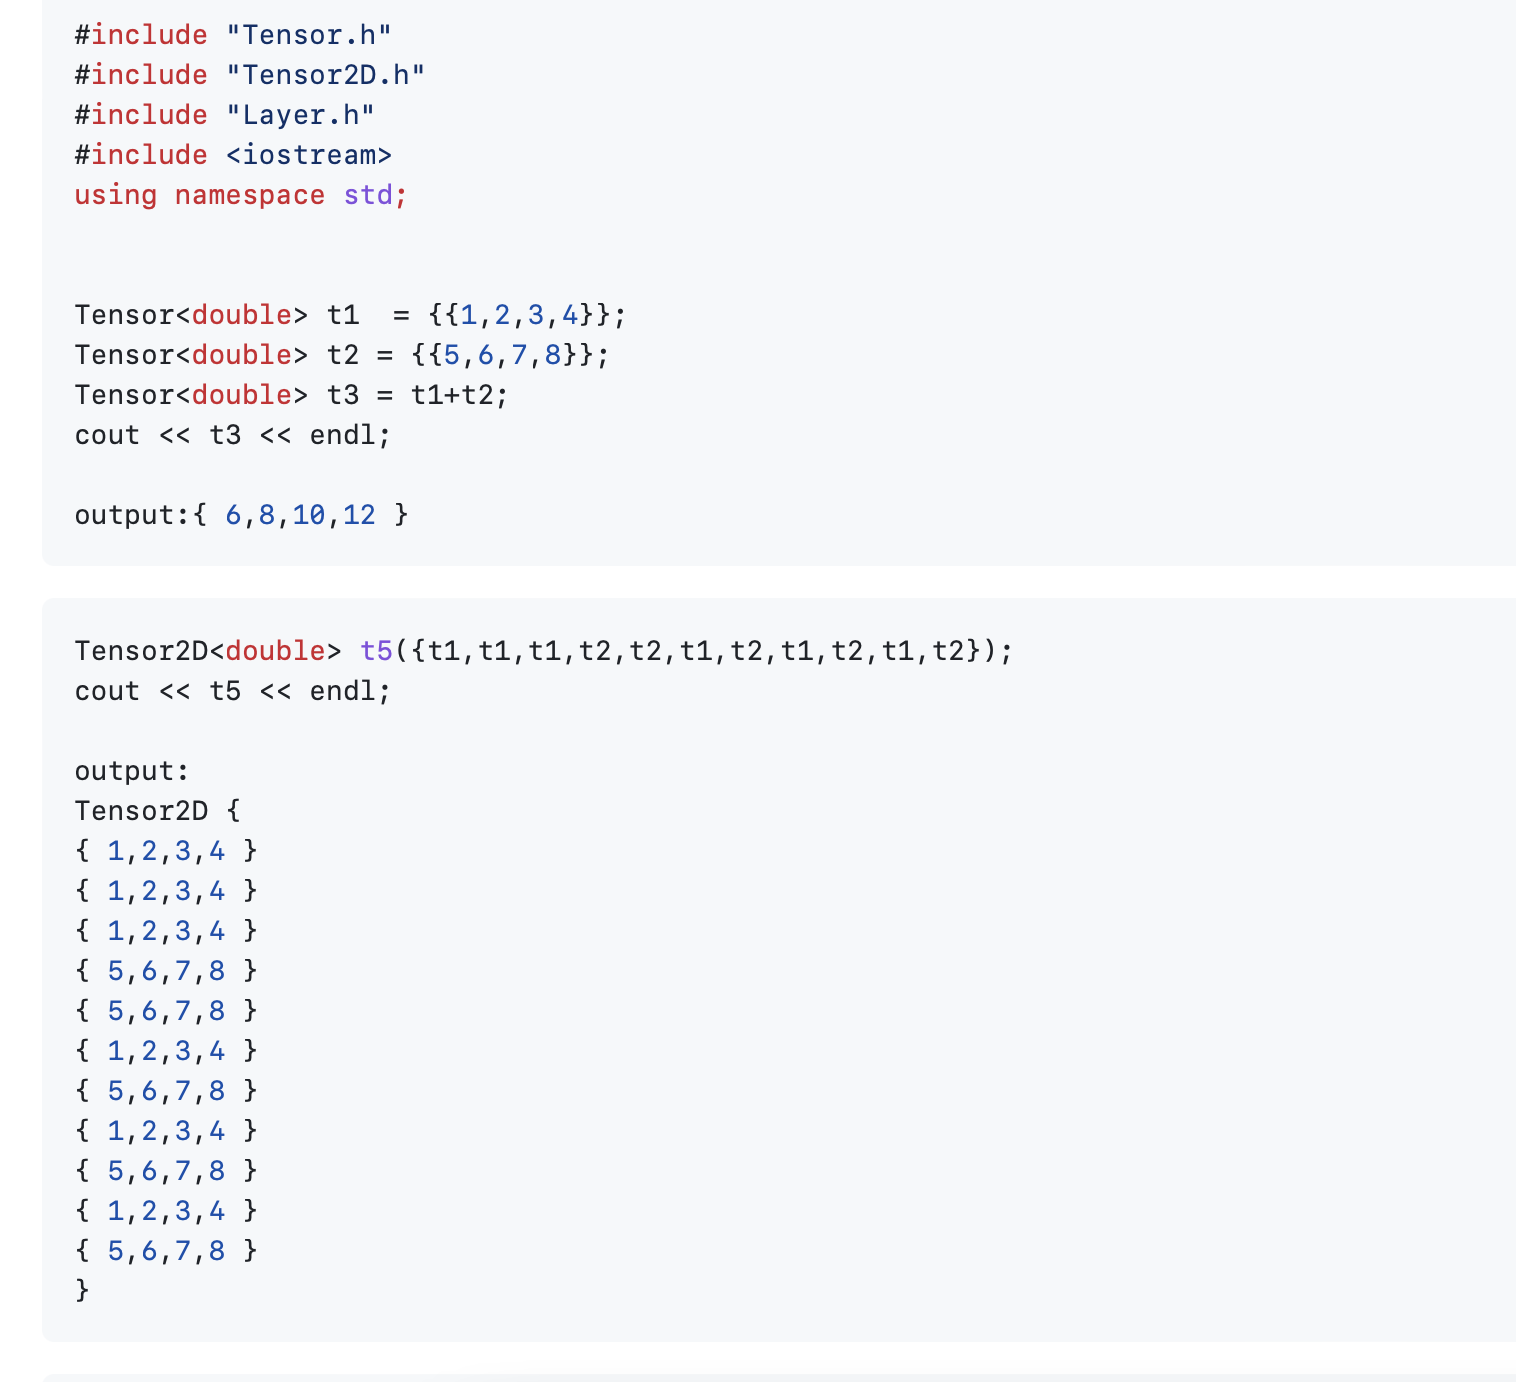 #include "Tensor.h"
#include "Tensor2D.h"
#include "Layer.h"
#include <iostream>
using namespace std;
Tensor<double> t1  = {{1,2,3,4}};
Tensor<double> t2 = {{5,6,7,8}};
Tensor<double> t3 = t1+t2;
cout << t3 << endl;
output:{ 6,8,10,12 }
Tensor2D<double> t5({t1,t1,t1,t2,t2,t1,t2,t1,t2,t1,t2});
cout << t5 << endl;
output:
Tensor2D {
{ 1,2,3,4 }
{ 1,2,3,4 }
{ 1,2,3,4 }
{ 5,6,7,8 }
{ 5,6,7,8 }
{ 1,2,3,4 }
{ 5,6,7,8 }
{ 1,2,3,4 }
{ 5,6,7,8 }
{ 1,2,3,4 }
{ 5,6,7,8 }
}